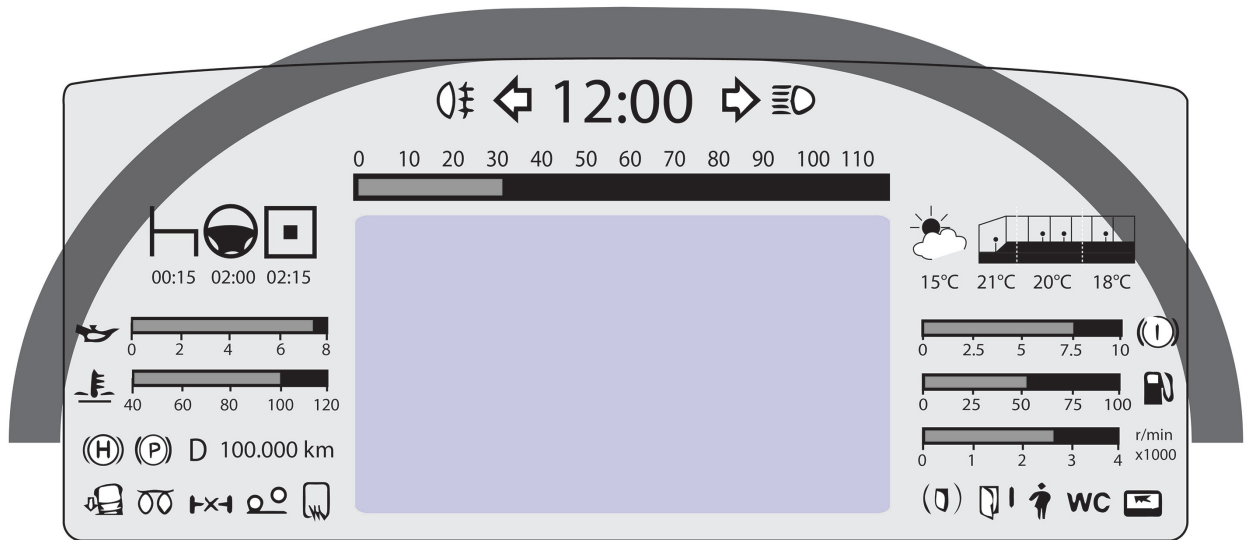 12:00
0 10 20 30 40 50 60 70 80 90 100 110
00:15 02:00 02:15
15°C 21°C 20°C 18°C
0 2 4 6 8
0 2.5 5 7.5 10
40 60 80 100 120
0 25 50 75 100
H P D 100.000 km
0 1 2 3 4
r/min
x1000
WC